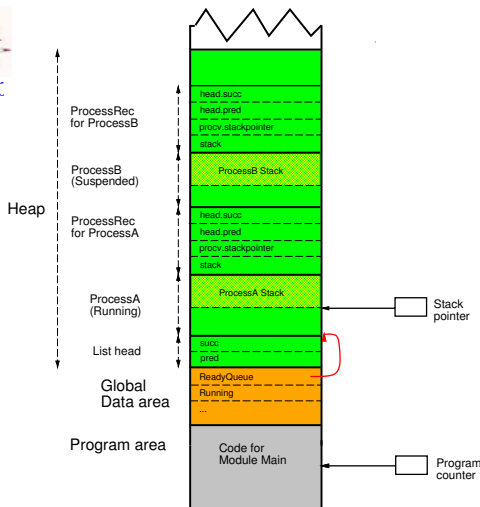 head.succ
head.pred
procv.stackpointer
stack
ProcessRec
for ProcessB
ProcessB
(Suspended)
ProcessB Stack
Heap
head.succ
head.pred
procv.stackpointer
stack
ProcessRec
for ProcessA
ProcessA
(Running)
ProcessA Stack
Stack
pointer
List head
succ
pred
Global
Data area
ReadyQueue
Running
...
Program area
Code for
Module Main
Program
counter